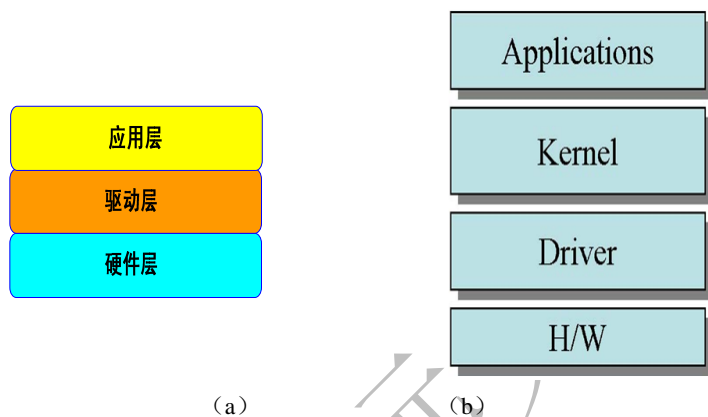 应用层
驱动层
硬件层
（a）
Applications
Kernel
Driver
H/W
（b）